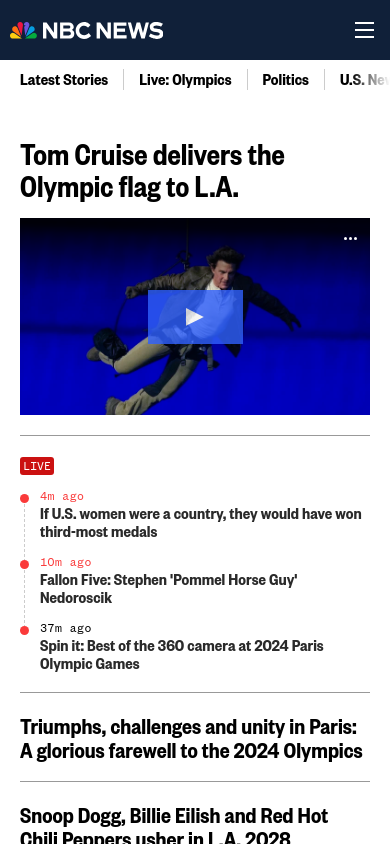 NBC NEWS
Latest Stories
Live: Olympics
Politics
U.S. New
Tom Cruise delivers the
Olympic flag to L.A.
LIVE
4m ago
If U.S. women were a country, they would have won
third-most medals
10m ago
Fallon Five: Stephen 'Pommel Horse Guy'
Nedoroscik
37m ago
Spin it: Best of the 360 camera at 2024 Paris
Olympic Games
Triumphs, challenges and unity in Paris:
A glorious farewell to the 2024 Olympics
Snoop Dogg, Billie Eilish and Red Hot
Chili Peppers usher in L.A. 2028